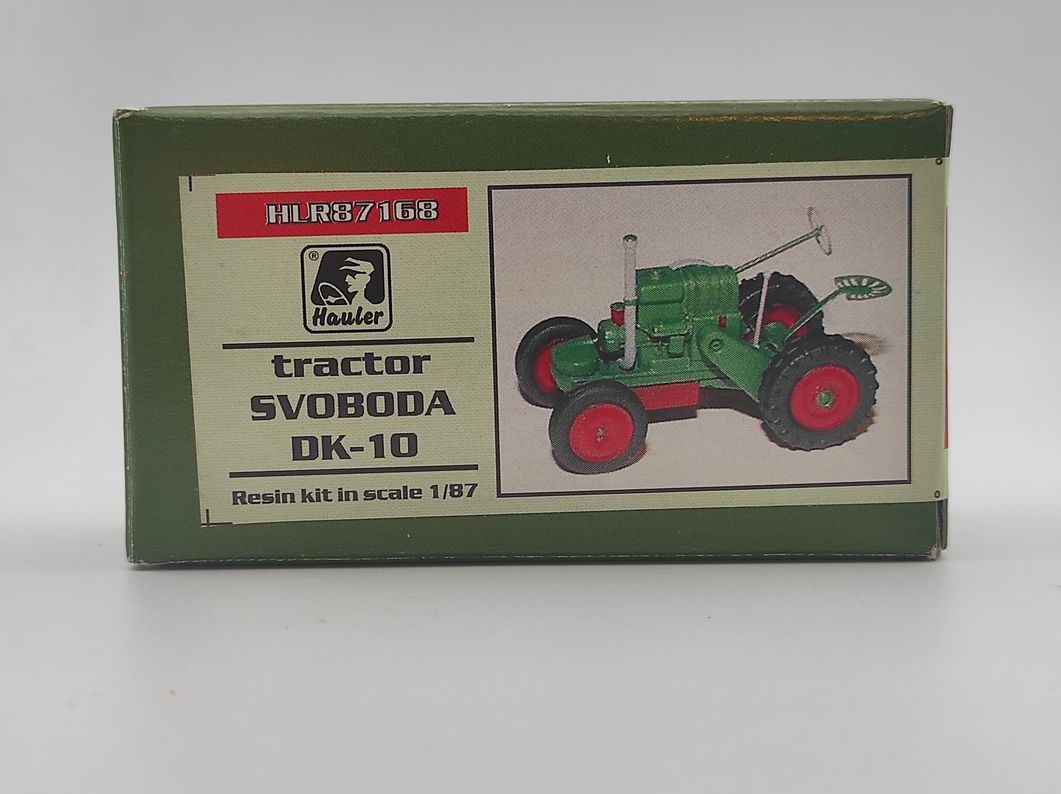 HLR87168
®
Hauler
tractor
SVOBODA
DK-10
Resin kit in scale 1/87